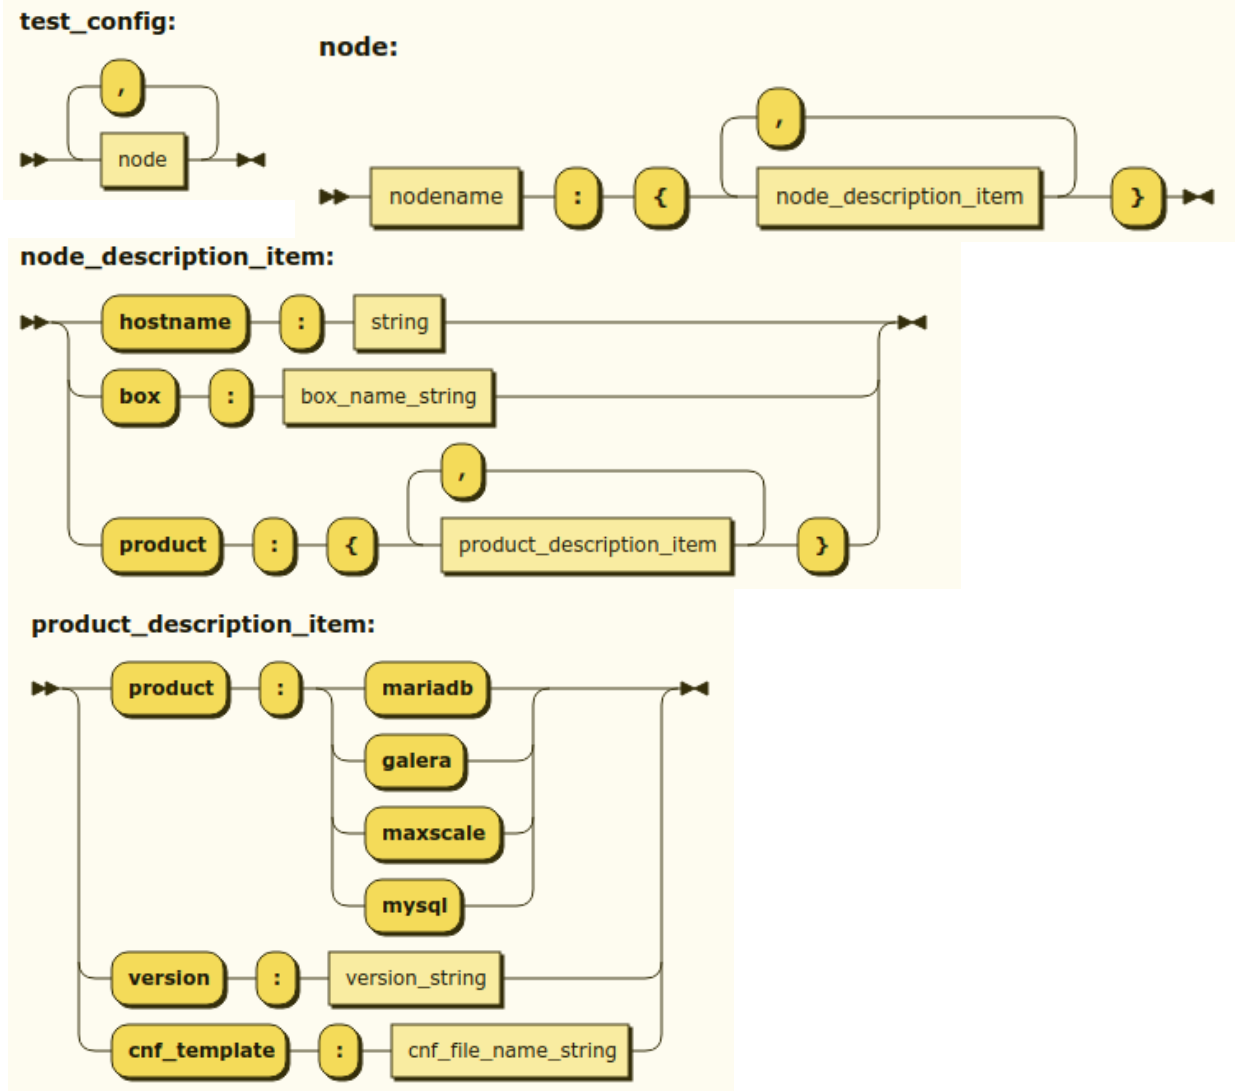 test_config:
,
node
node:
,
nodename : { node_description_item }
node_description_item:
hostname : string
box : box_name_string
,
product : { product_description_item }
product_description_item:
product : mariadb
galera
maxscale
mysql
version : version_string
cnf_template : cnf_file_name_string